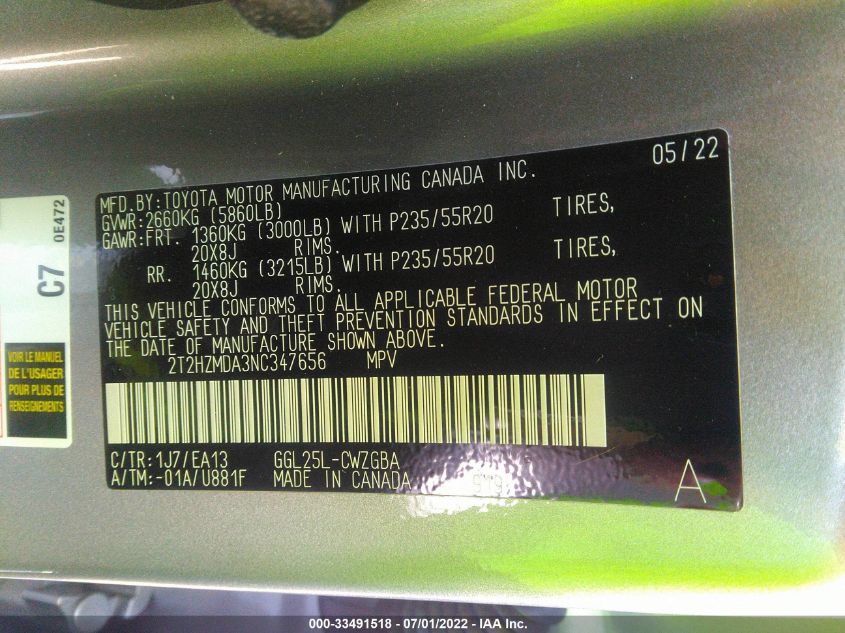 05/22
MFD. BY:TOYOTA MOTOR MANUFACTURING CANADA INC.
GVWR:2660KG (5860LB)
GAWR:FRT. 1360KG (3000LB) WITH P235/55R20 TIRES,
20X8J RIMS.
RR. 1460KG (3215LB) WITH P235/55R20 TIRES,
20X8J RIMS.
THIS VEHICLE CONFORMS TO ALL APPLICABLE FEDERAL MOTOR
VEHICLE SAFETY AND THEFT PREVENTION STANDARDS IN EFFECT ON
THE DATE OF MANUFACTURE SHOWN ABOVE.
2T2HZMDA3NC347656 MPV
C/TR:1J7/EA13 GGL25L-CWZGBA
A/TM:-01A/U881F MADE IN CANADA
A
C7
0E472
VOIR LE MANUEL
DE L'USAGER
POUR PLUS DE
RENSEIGNEMENTS
000-33491518 - 07/01/2022 - IAA Inc.